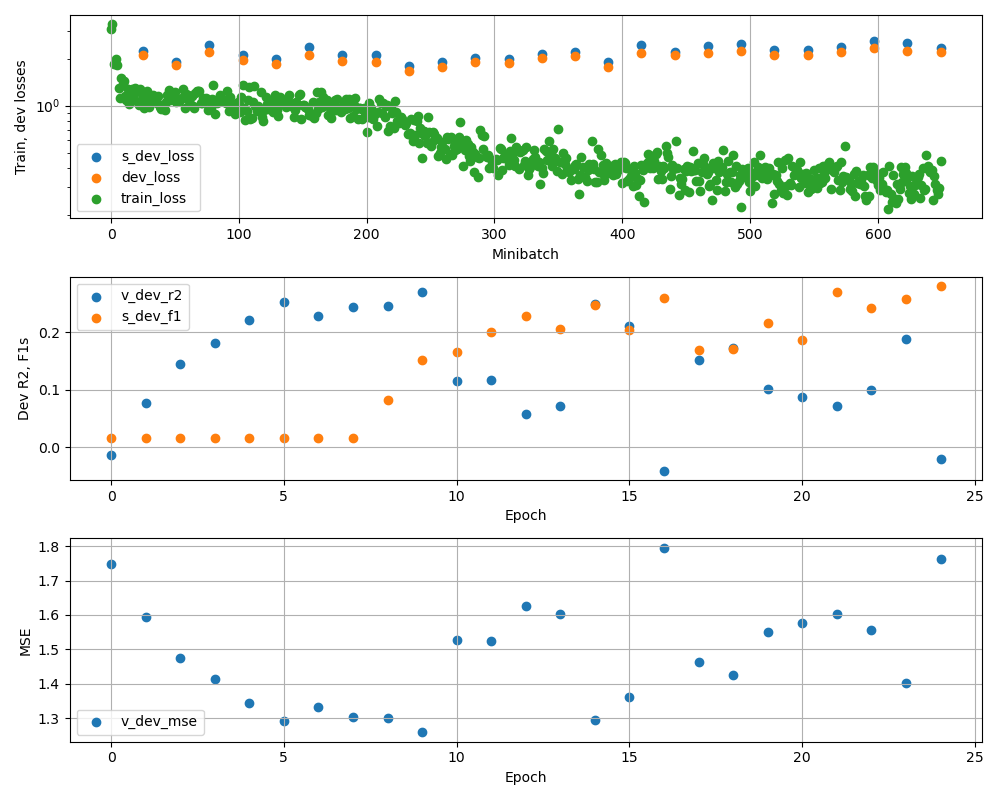 Train, dev losses
10⁰
s_dev_loss
dev_loss
train_loss
0 100 200 300 400 500 600
Minibatch
Dev R2, F1s
0.2
0.1
0.0
v_dev_r2
s_dev_f1
0 5 10 15 20 25
Epoch
MSE
1.8
1.7
1.6
1.5
1.4
1.3
v_dev_mse
0 5 10 15 20 25
Epoch